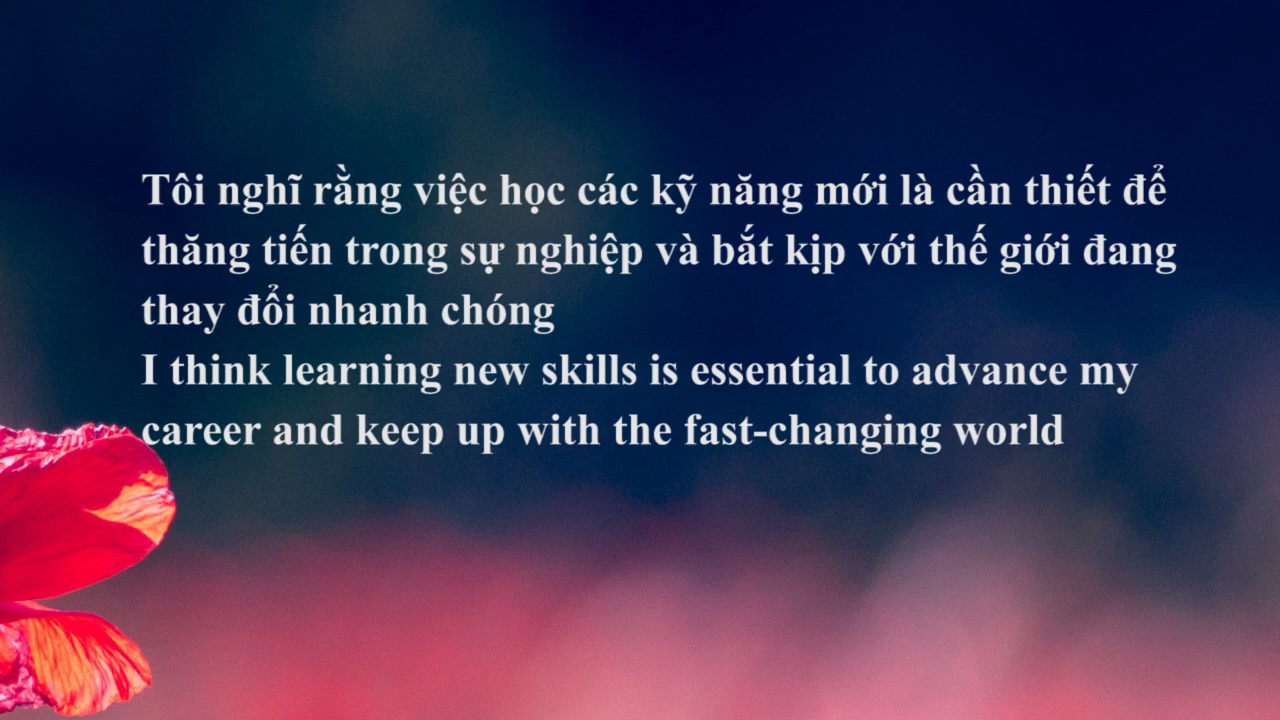 Tôi nghĩ rằng việc học các kỹ năng mới là cần thiết để
thăng tiến trong sự nghiệp và bắt kịp với thế giới đang
thay đổi nhanh chóng
I think learning new skills is essential to advance my
career and keep up with the fast-changing world